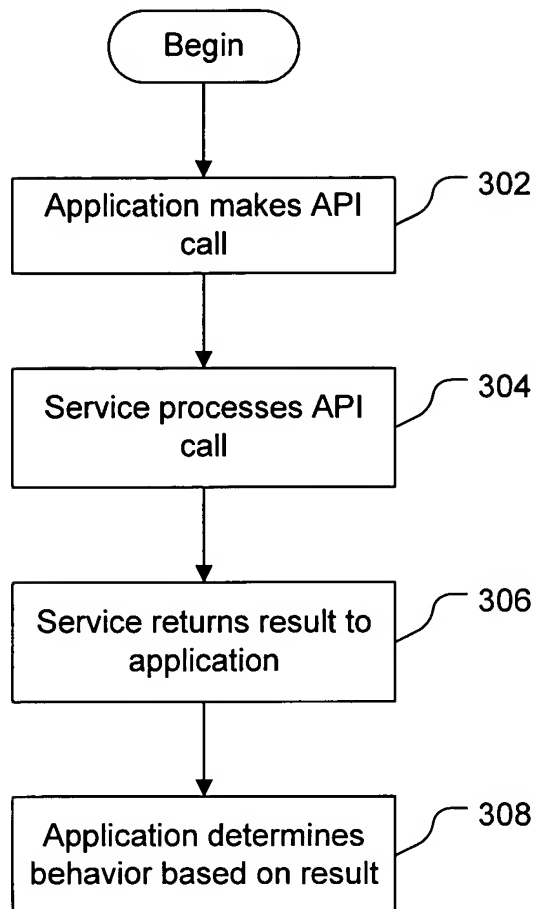 Begin
302
Application makes API
call
304
Service processes API
call
306
Service returns result to
application
308
Application determines
behavior based on result